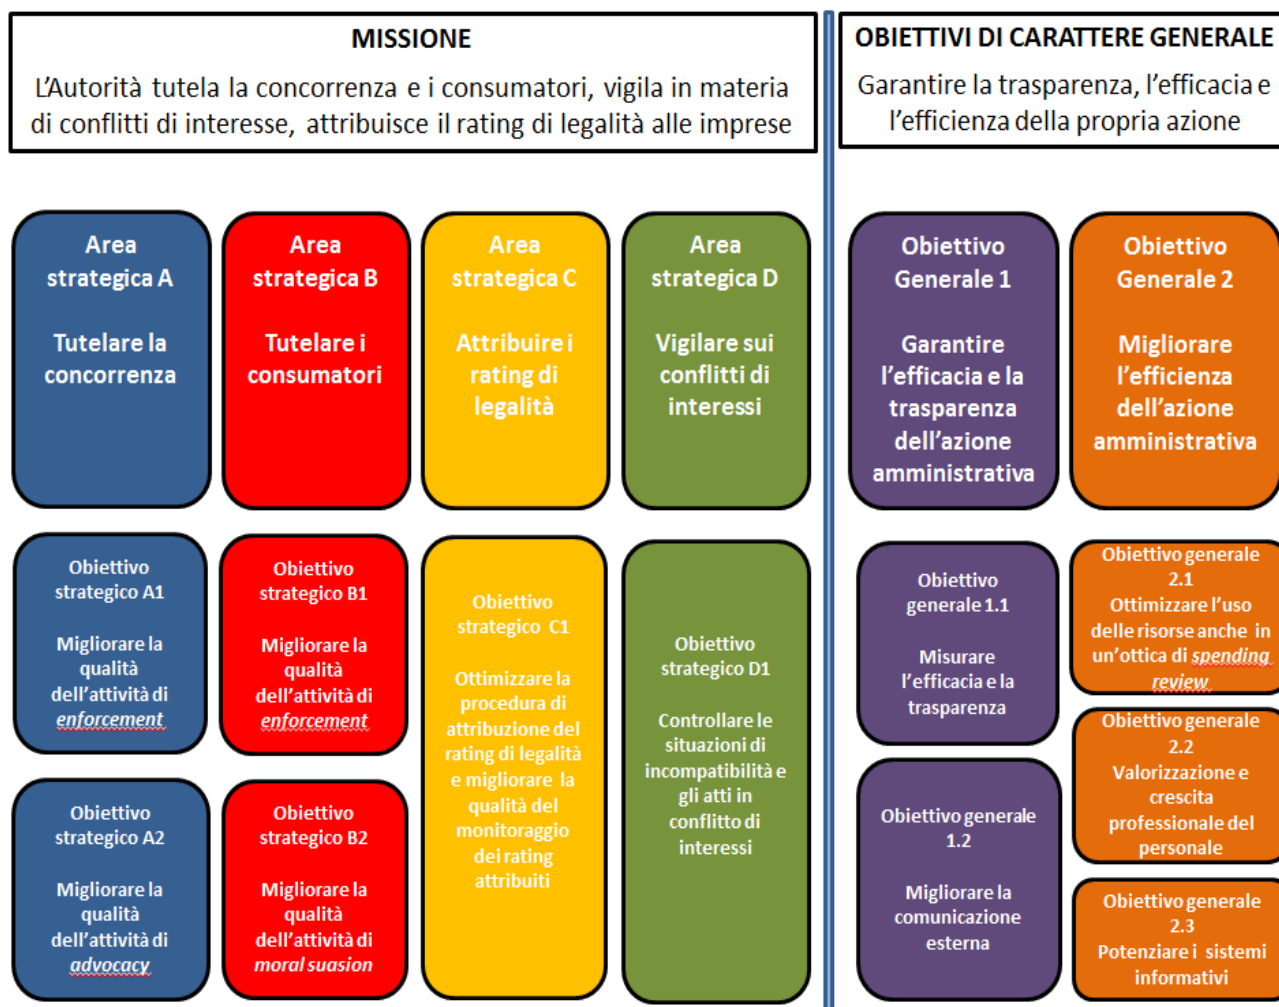 MISSIONE
L'Autorità tutela la concorrenza e i consumatori, vigila in materia
di conflitti di interesse, attribuisce il rating di legalità alle imprese
OBIETTIVI DI CARATTERE GENERALE
Garantire la trasparenza, l'efficacia e
l'efficienza della propria azione
Area
strategica A
Tutelare la
concorrenza
Area
strategica B
Tutelare i
consumatori
Area
strategica C
Attribuire i
rating di
legalità
Area
strategica D
Vigilare sui
conflitti di
interessi
Obiettivo
Generale 1
Garantire
l'efficacia e la
trasparenza
dell'azione
amministrativa
Obiettivo
Generale 2
Migliorare
l'efficienza
dell'azione
amministrativa
Obiettivo
strategico A1
Migliorare la
qualità
dell'attività di
enforcement
Obiettivo
strategico B1
Migliorare la
qualità
dell'attività di
enforcement
Obiettivo
strategico C1
Ottimizzare la
procedura di
attribuzione del
rating di legalità
e migliorare la
qualità del
monitoraggio
dei rating
attribuiti
Obiettivo
strategico D1
Controllare le
situazioni di
incompatibilità e
gli atti in
conflitto di
interessi
Obiettivo
generale 1.1
Misurare
l'efficacia e la
trasparenza
Obiettivo generale
2.1
Ottimizzare l'uso
delle risorse anche in
un'ottica di spending
review
Obiettivo generale
2.2
Valorizzazione e
crescita
professionale del
personale
Obiettivo
strategico A2
Migliorare la
qualità
dell'attività di
advocacy
Obiettivo
strategico B2
Migliorare la
qualità
dell'attività di
moral suasion
Obiettivo generale
1.2
Migliorare la
comunicazione
esterna
Obiettivo generale
2.3
Potenziare i sistemi
informativi